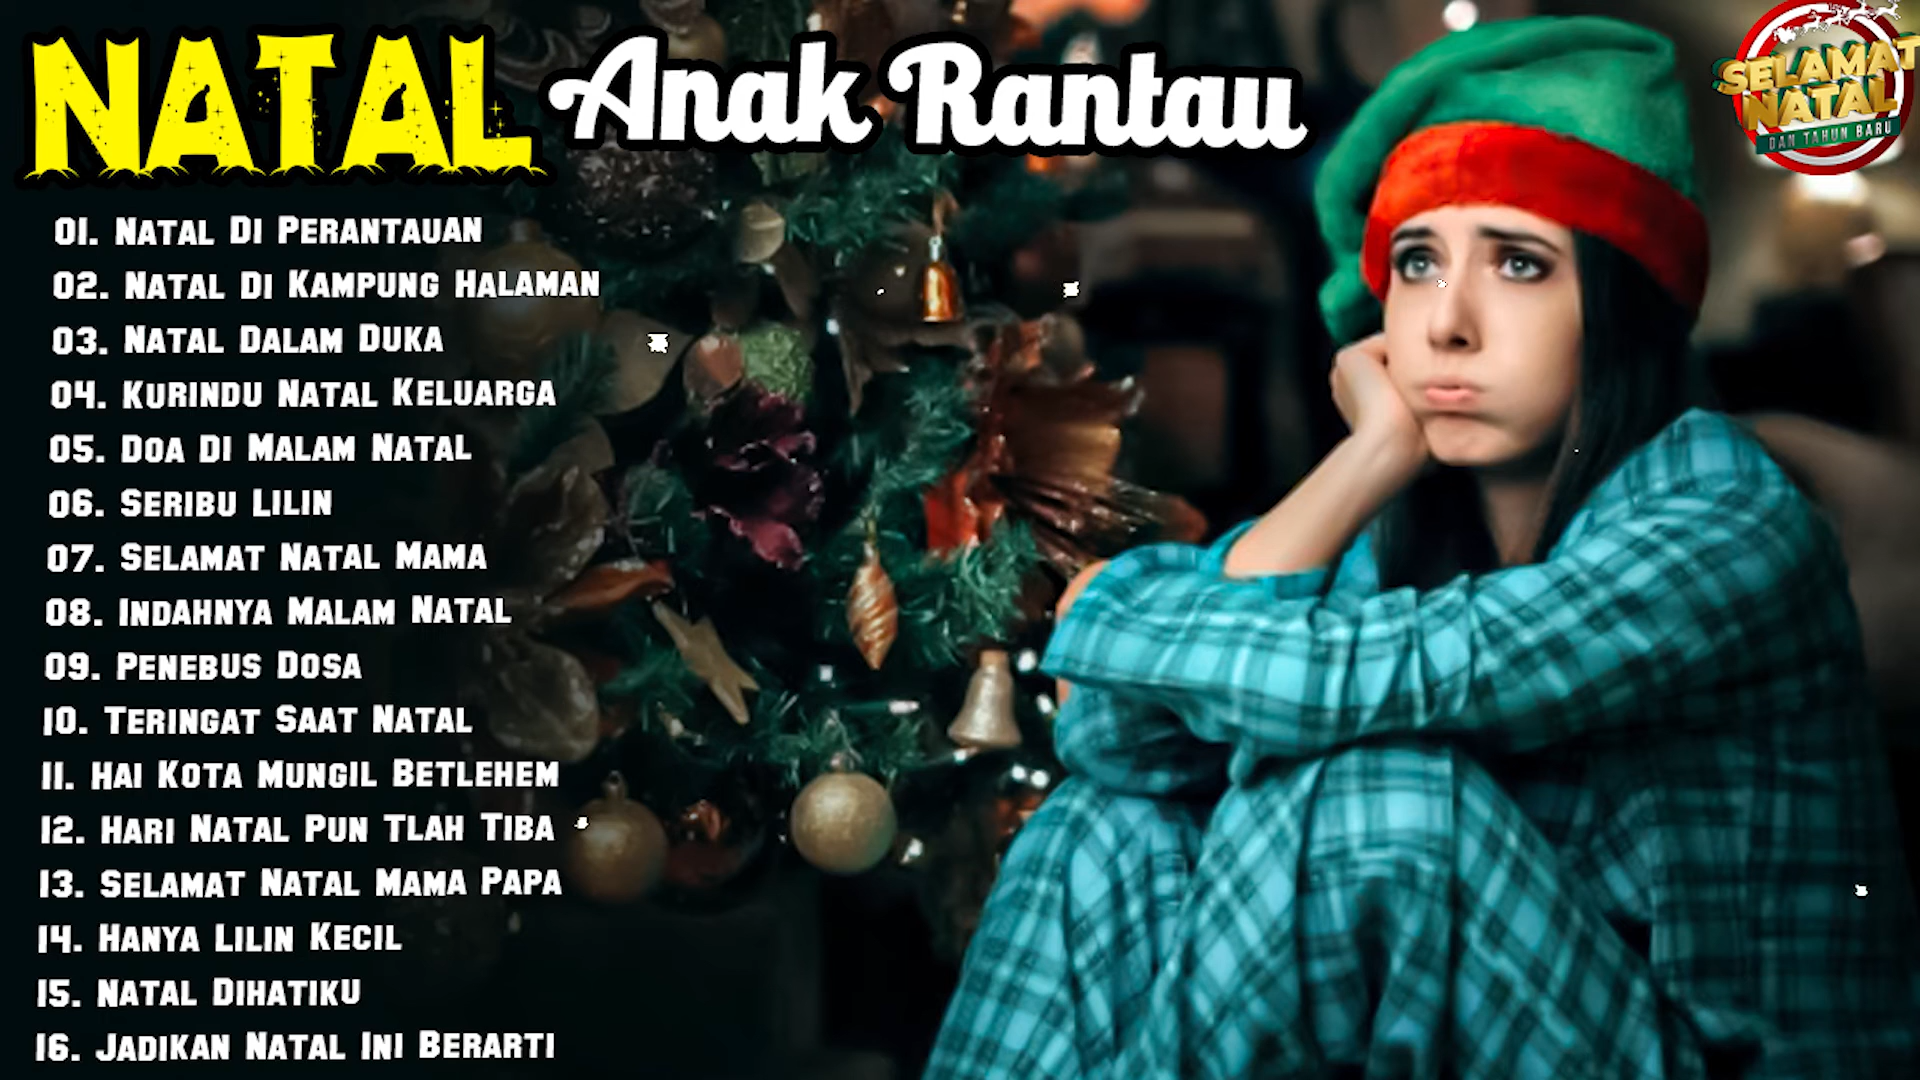 NATAL Anak Rantau
SELAMAT
NATAL
DAN TAHUN BARU
01. NATAL DI PERANTAUAN
02. NATAL DI KAMPUNG HALAMAN
03. NATAL DALAM DUKA
04. KURINDU NATAL KELUARGA
05. DOA DI MALAM NATAL
06. SERIBU LILIN
07. SELAMAT NATAL MAMA
08. INDAHNYA MALAM NATAL
09. PENEBUS DOSA
10. TERINGAT SAAT NATAL
11. HAI KOTA MUNGIL BETLEHEM
12. HARI NATAL PUN TLAH TIBA
13. SELAMAT NATAL MAMA PAPA
14. HANYA LILIN KECIL
15. NATAL DIHATIKU
16. JADIKAN NATAL INI BERARTI